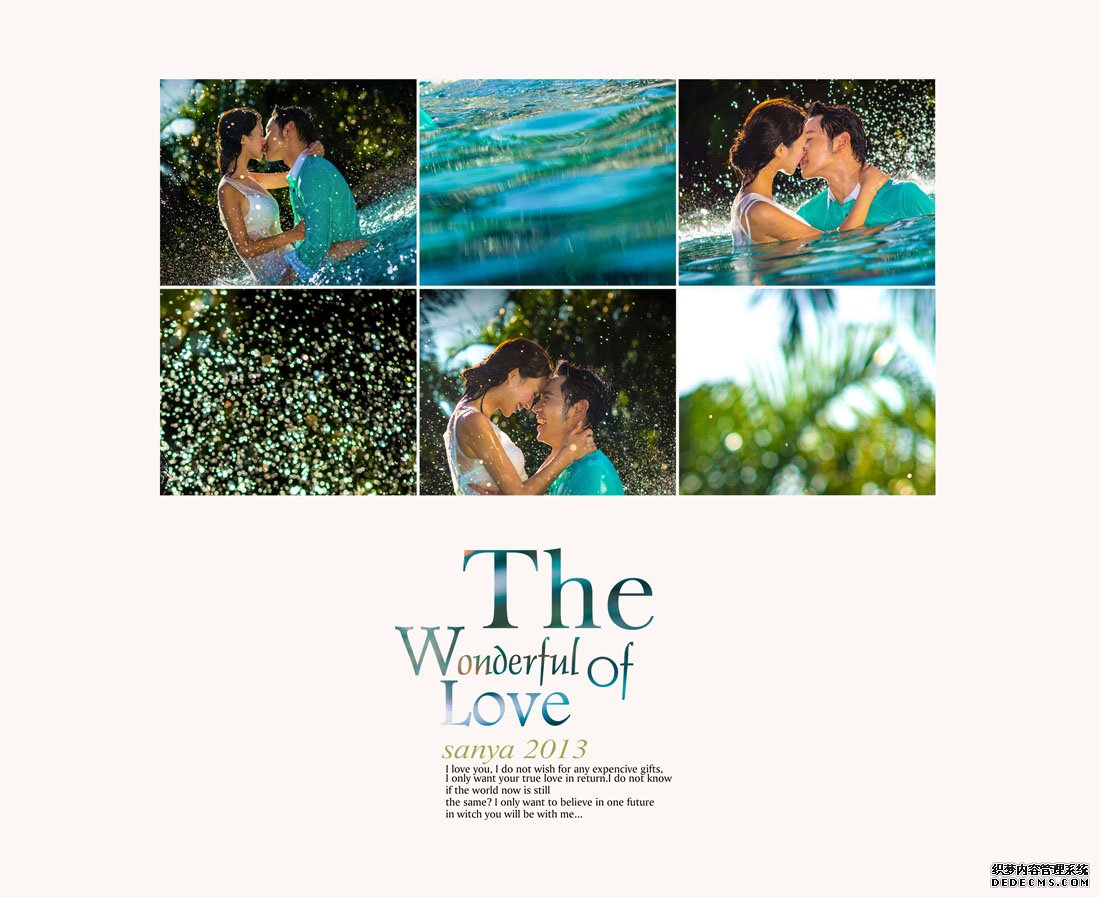 The
Wonderful of
Love
sanya 2013
I love you, I do not wish for any expencive gifts,
I only want your true love in return.I do not know
if the world now is still
the same? I only want to believe in one future
in witch you will be with me...
织梦内容管理系统
DEDECMS.COM